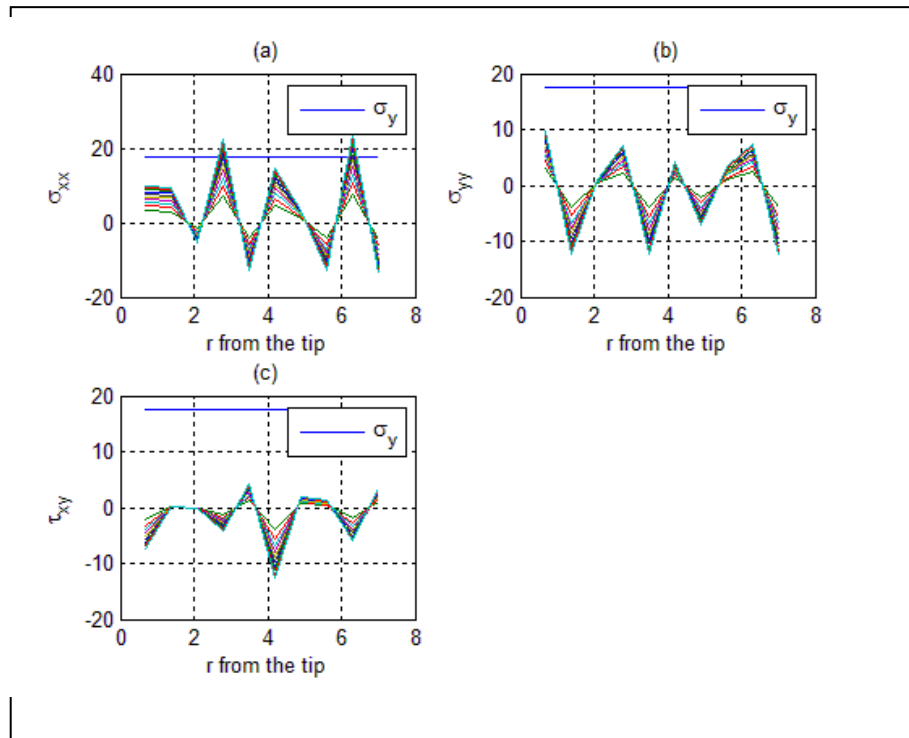 (a)
40
20
0
-20
σxx
σy
0 2 4 6 8
r from the tip
(b)
20
10
0
-10
-20
σyy
σy
0 2 4 6 8
r from the tip
(c)
20
10
0
-10
-20
τxy
σy
0 2 4 6 8
r from the tip